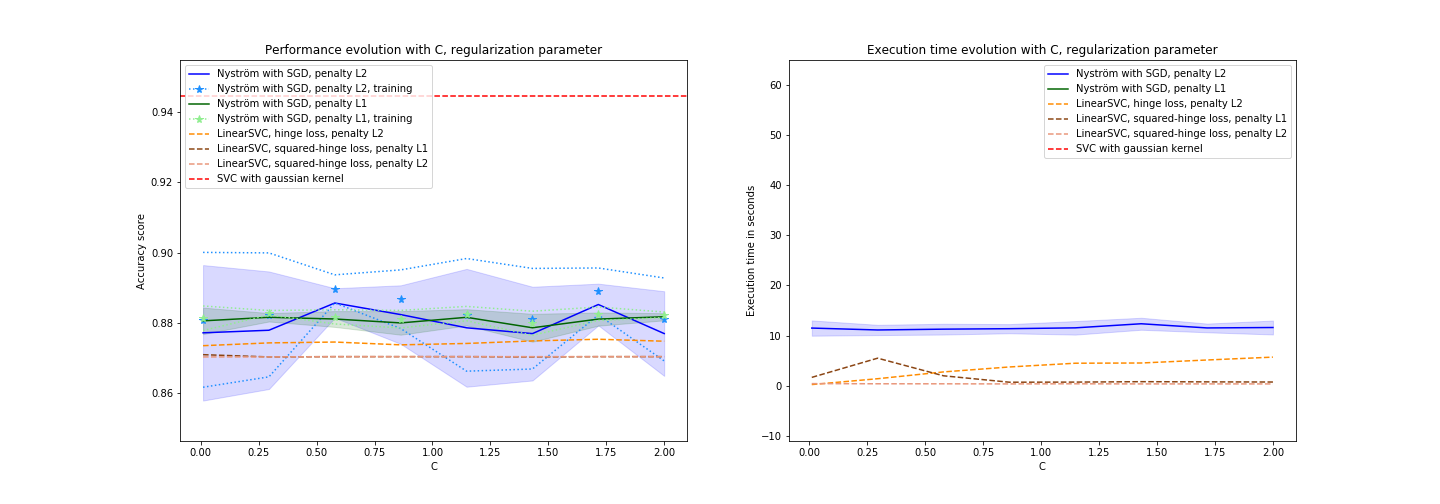 Performance evolution with C, regularization parameter
Nyström with SGD, penalty L2
Nyström with SGD, penalty L2, training
Nyström with SGD, penalty L1
Nyström with SGD, penalty L1, training
LinearSVC, hinge loss, penalty L2
LinearSVC, squared-hinge loss, penalty L1
LinearSVC, squared-hinge loss, penalty L2
SVC with gaussian kernel
Accuracy score
0.94
0.92
0.90
0.88
0.86
0.00 0.25 0.50 0.75 1.00 1.25 1.50 1.75 2.00
C
Execution time evolution with C, regularization parameter
Nyström with SGD, penalty L2
Nyström with SGD, penalty L1
LinearSVC, hinge loss, penalty L2
LinearSVC, squared-hinge loss, penalty L1
LinearSVC, squared-hinge loss, penalty L2
SVC with gaussian kernel
Execution time in seconds
60
50
40
30
20
10
0
−10
0.00 0.25 0.50 0.75 1.00 1.25 1.50 1.75 2.00
C